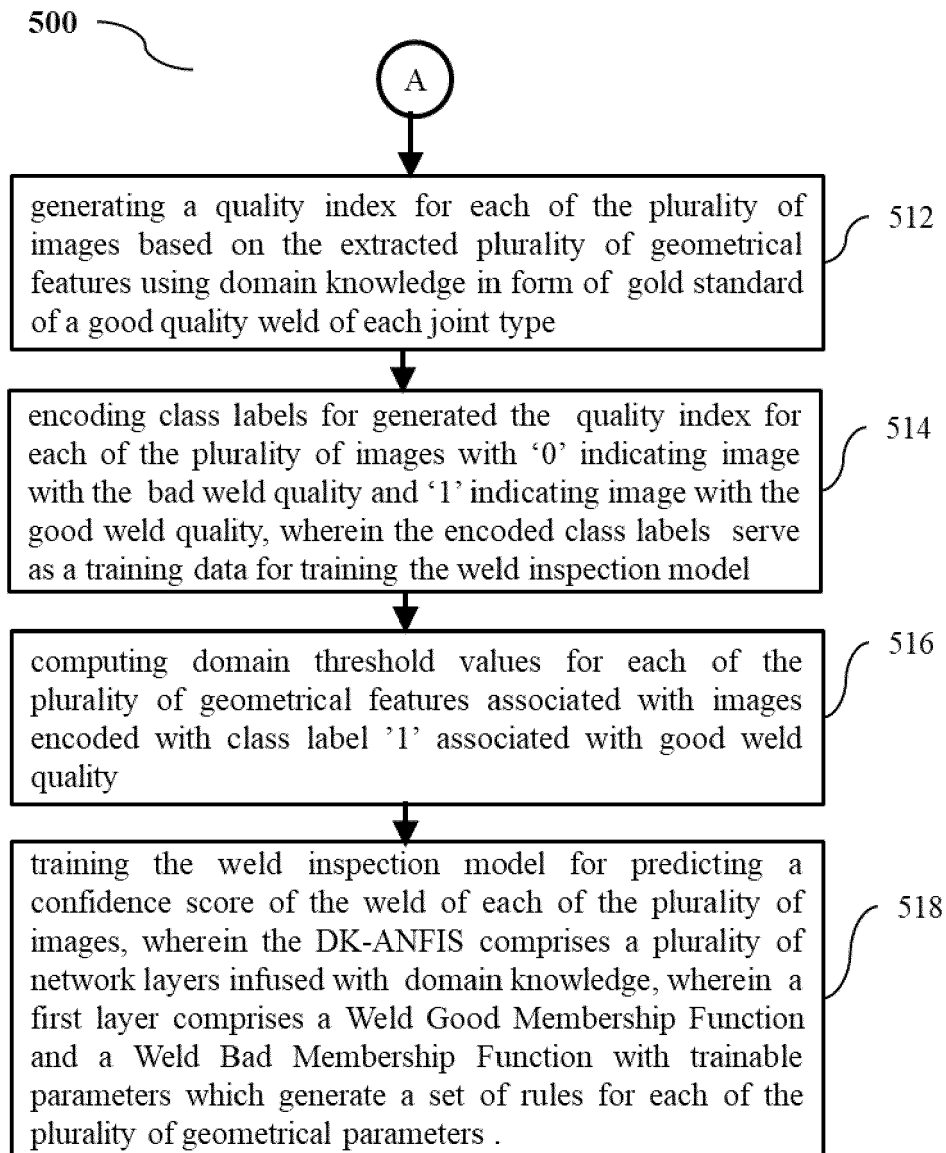 500
A
generating a quality index for each of the plurality of
images based on the extracted plurality of geometrical
features using domain knowledge in form of gold standard
of a good quality weld of each joint type
512
encoding class labels for generated the quality index for
each of the plurality of images with ‘0’ indicating image
with the bad weld quality and ‘1’ indicating image with the
good weld quality, wherein the encoded class labels serve
as a training data for training the weld inspection model
514
computing domain threshold values for each of the
plurality of geometrical features associated with images
encoded with class label ’1’ associated with good weld
quality
516
training the weld inspection model for predicting a
confidence score of the weld of each of the plurality of
images, wherein the DK-ANFIS comprises a plurality of
network layers infused with domain knowledge, wherein a
first layer comprises a Weld Good Membership Function
and a Weld Bad Membership Function with trainable
parameters which generate a set of rules for each of the
plurality of geometrical parameters .
518